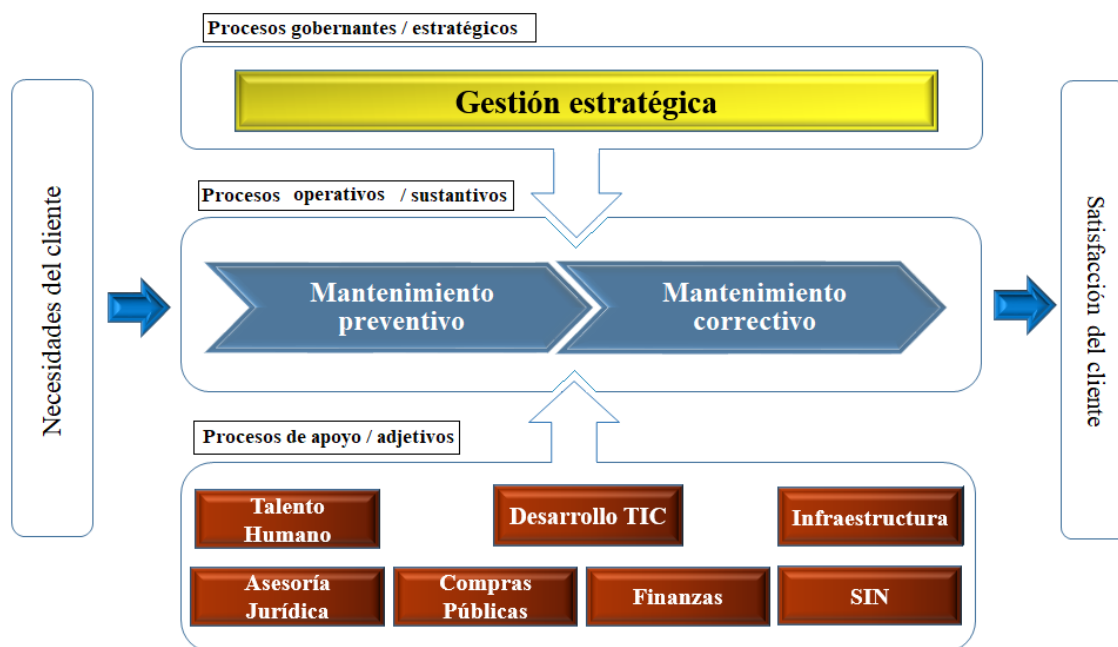 Procesos gobernantes / estratégicos
Gestión estratégica
Necesidades del cliente
Procesos operativos / sustantivos
Mantenimiento
preventivo
Mantenimiento
correctivo
Satisfacción del cliente
Procesos de apoyo / adjetivos
Talento
Humano
Desarrollo TIC
Infraestructura
Asesoría
Jurídica
Compras
Públicas
Finanzas
SIN